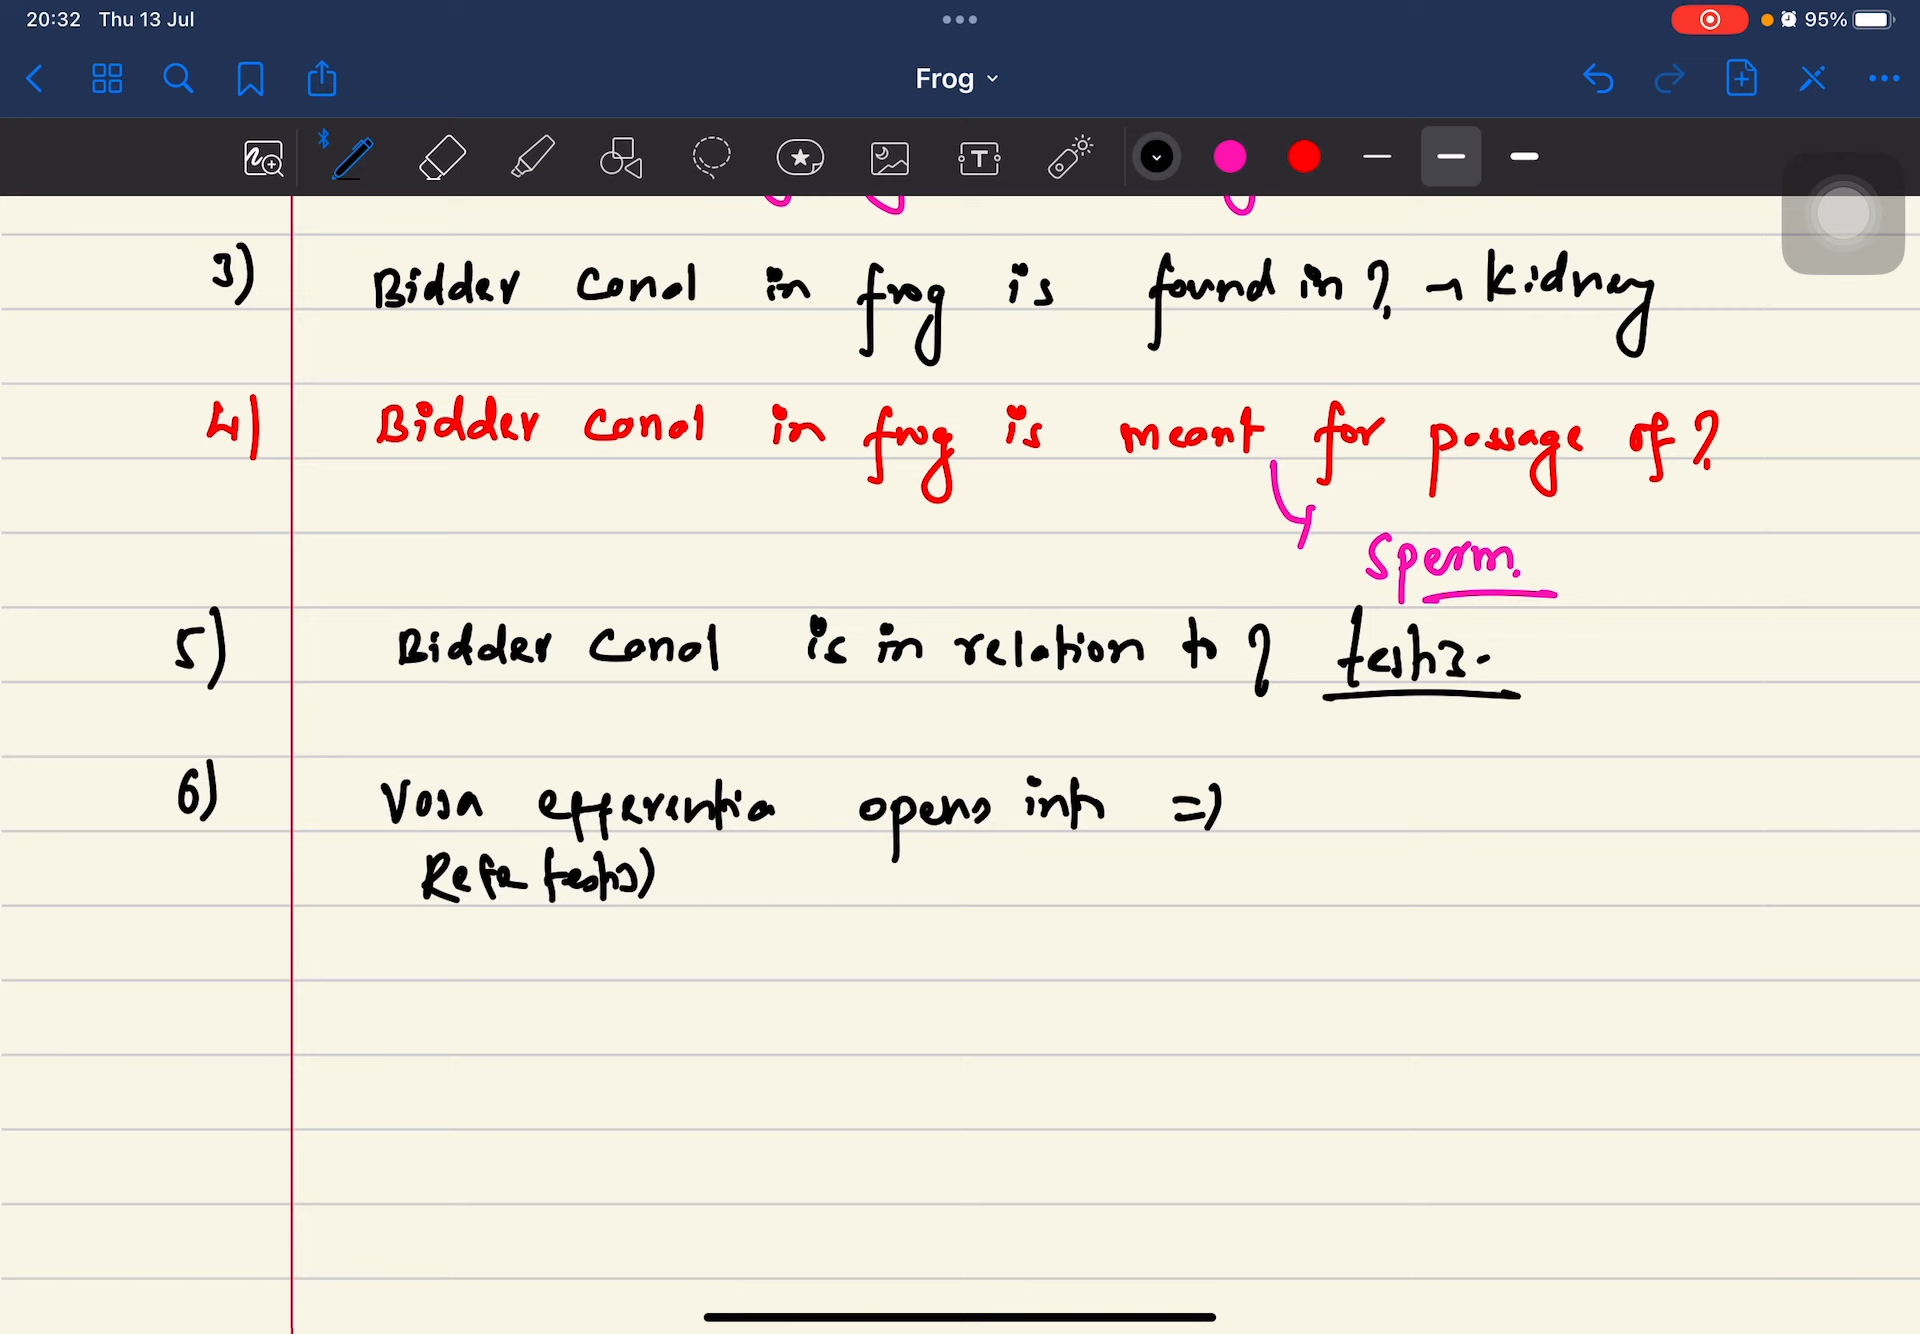 20:32 Thu 13 Jul 95%
Frog
T
3) Bidder canal in frog is found in? → kidney
4) Bidder canal in frog is meant for passage of?
Sperm.
5) Bidder canal is in relation to ? testis.
6) Vasa efferentia opens into =>
testis)